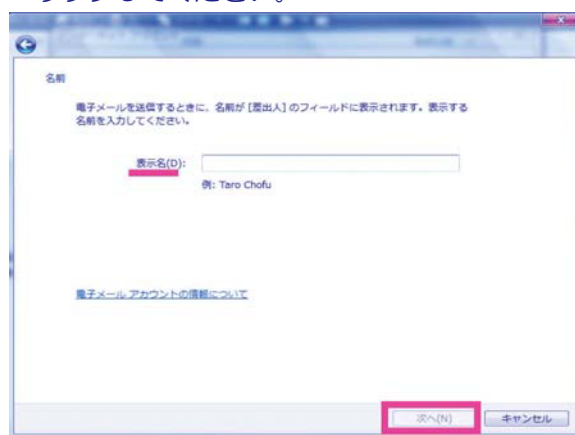 名前
電子メールを送信するときに、名前が [差出人] のフィールドに表示されます。表示する
名前を入力してください。
表示名(D):
例: Taro Chofu
電子メール アカウントの情報について
次へ(N)
キャンセル